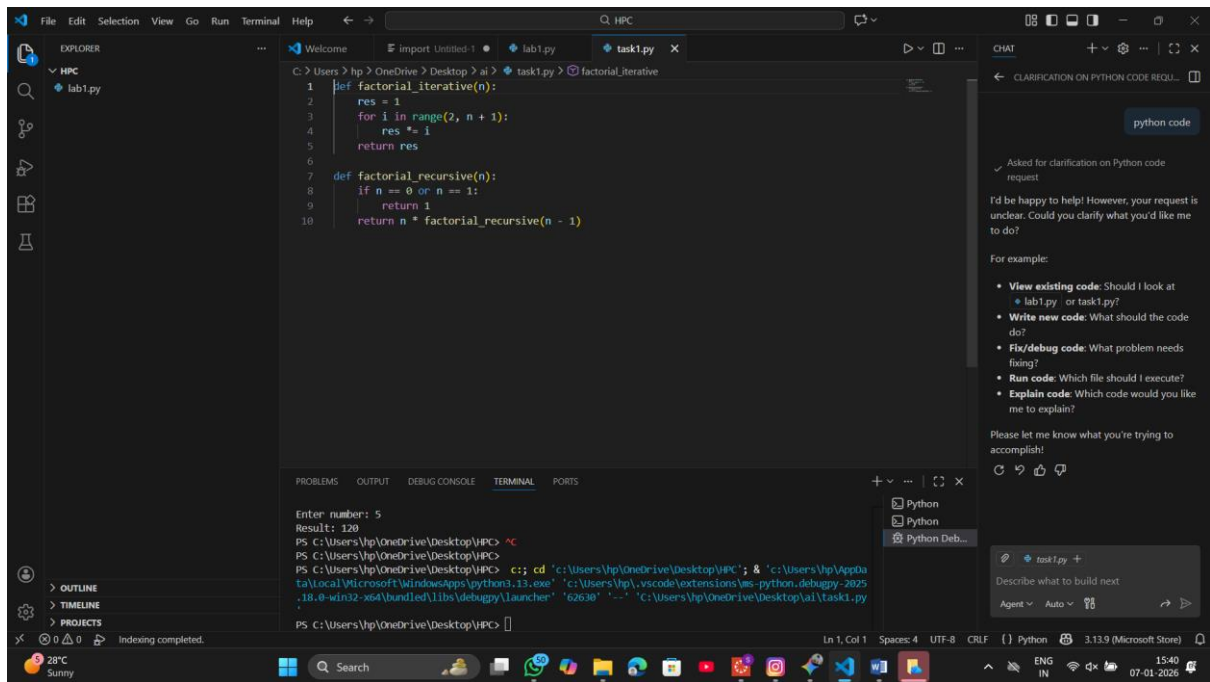 File Edit Selection View Go Run Terminal Help
HPC
EXPLORER
HPC
lab1.py
OUTLINE
TIMELINE
PROJECTS
Welcome
import Untitled-1
lab1.py
task1.py
C: > Users > hp > OneDrive > Desktop > ai > task1.py > factorial_iterative
1 def factorial_iterative(n):
2 res = 1
3 for i in range(2, n + 1):
4 res *= i
5 return res
6
7 def factorial_recursive(n):
8 if n == 0 or n == 1:
9 return 1
10 return n * factorial_recursive(n - 1)
PROBLEMS OUTPUT DEBUG CONSOLE TERMINAL PORTS
Enter number: 5
Result: 120
PS C:\Users\hp\OneDrive\Desktop\HPC> ^C
PS C:\Users\hp\OneDrive\Desktop\HPC>
PS C:\Users\hp\OneDrive\Desktop\HPC> c:; cd 'c:\Users\hp\OneDrive\Desktop\HPC'; & 'c:\Users\hp\AppDa
ta\Local\Microsoft\WindowsApps\python3.13.exe' 'c:\Users\hp\.vscode\extensions\ms-python.debugpy-2025
.18.0-win32-x64\bundled\libs\debugpy\launcher' '62630' '--' 'C:\Users\hp\OneDrive\Desktop\ai\task1.py
'
PS C:\Users\hp\OneDrive\Desktop\HPC>
Python
Python
Python Deb...
CHAT
CLARIFICATION ON PYTHON CODE REQU...
python code
Asked for clarification on Python code
request
I'd be happy to help! However, your request is
unclear. Could you clarify what you'd like me
to do?
For example:
• View existing code: Should I look at
lab1.py or task1.py?
• Write new code: What should the code
do?
• Fix/debug code: What problem needs
fixing?
• Run code: Which file should I execute?
• Explain code: Which code would you like
me to explain?
Please let me know what you're trying to
accomplish!
task1.py +
Describe what to build next
Agent Auto
0 0 Indexing completed.
Ln 1, Col 1 Spaces: 4 UTF-8 CRLF {} Python 3.13.9 (Microsoft Store)
28°C
Sunny
Search
ENG
IN
15:40
07-01-2026